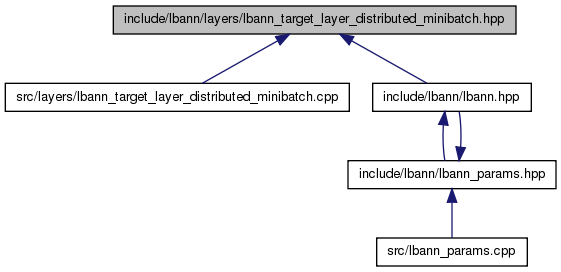 include/lbann/layers/lbann_target_layer_distributed_minibatch.hpp
src/layers/lbann_target_layer_distributed_minibatch.cpp
include/lbann/lbann.hpp
include/lbann/lbann_params.hpp
src/lbann_params.cpp